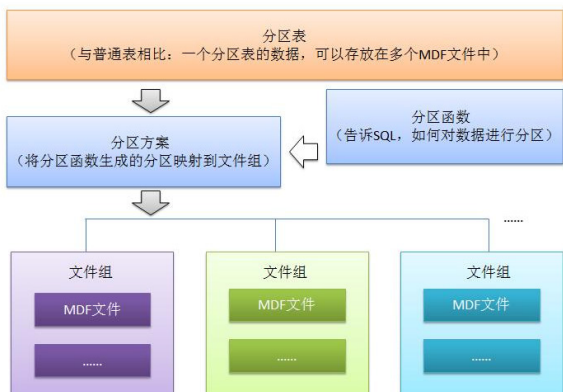 分区表
（与普通表相比：一个分区表的数据，可以存放在多个MDF文件中）
分区函数
（告诉SQL，如何对数据进行分区）
分区方案
（将分区函数生成的分区映射到文件组）
......
文件组
MDF文件
......
文件组
MDF文件
......
文件组
MDF文件
......